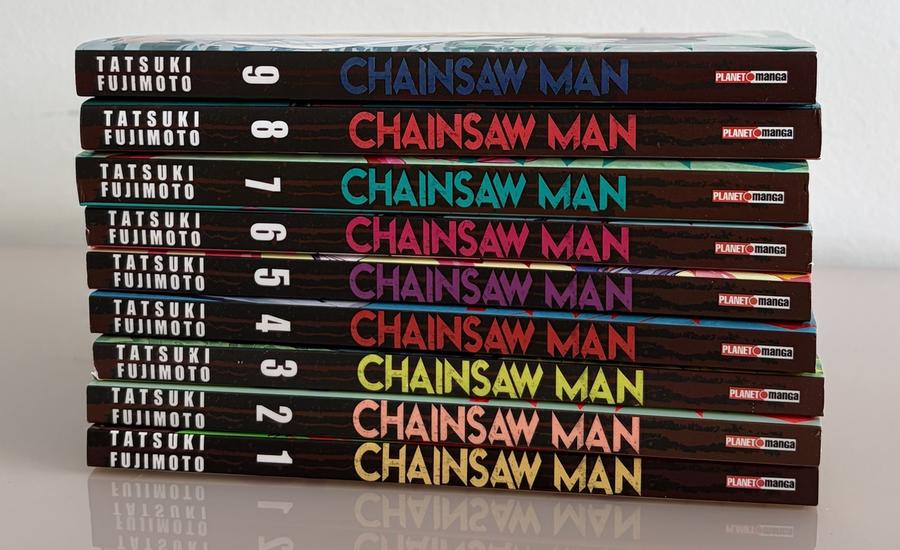 TATSUKI
FUJIMOTO
9
CHAINSAW MAN
PLANET manga
TATSUKI
FUJIMOTO
8
CHAINSAW MAN
PLANET manga
TATSUKI
FUJIMOTO
7
CHAINSAW MAN
PLANET manga
TATSUKI
FUJIMOTO
6
CHAINSAW MAN
PLANET manga
TATSUKI
FUJIMOTO
5
CHAINSAW MAN
PLANET manga
TATSUKI
FUJIMOTO
4
CHAINSAW MAN
PLANET manga
TATSUKI
FUJIMOTO
3
CHAINSAW MAN
PLANET manga
TATSUKI
FUJIMOTO
2
CHAINSAW MAN
PLANET manga
TATSUKI
FUJIMOTO
1
CHAINSAW MAN
PLANET manga